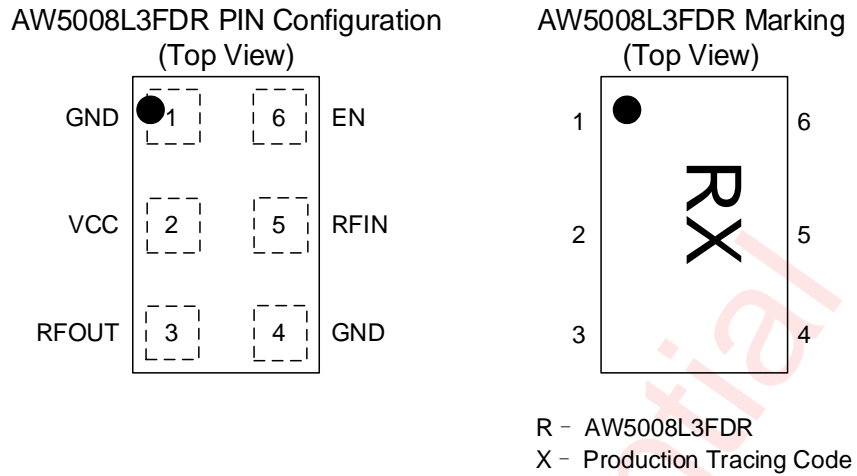 AW5008L3FDR PIN Configuration
(Top View)
GND 1 6 EN
VCC 2 5 RFIN
RFOUT 3 4 GND
AW5008L3FDR Marking
(Top View)
1 6
2 5
3 4
RX
R - AW5008L3FDR
X - Production Tracing Code